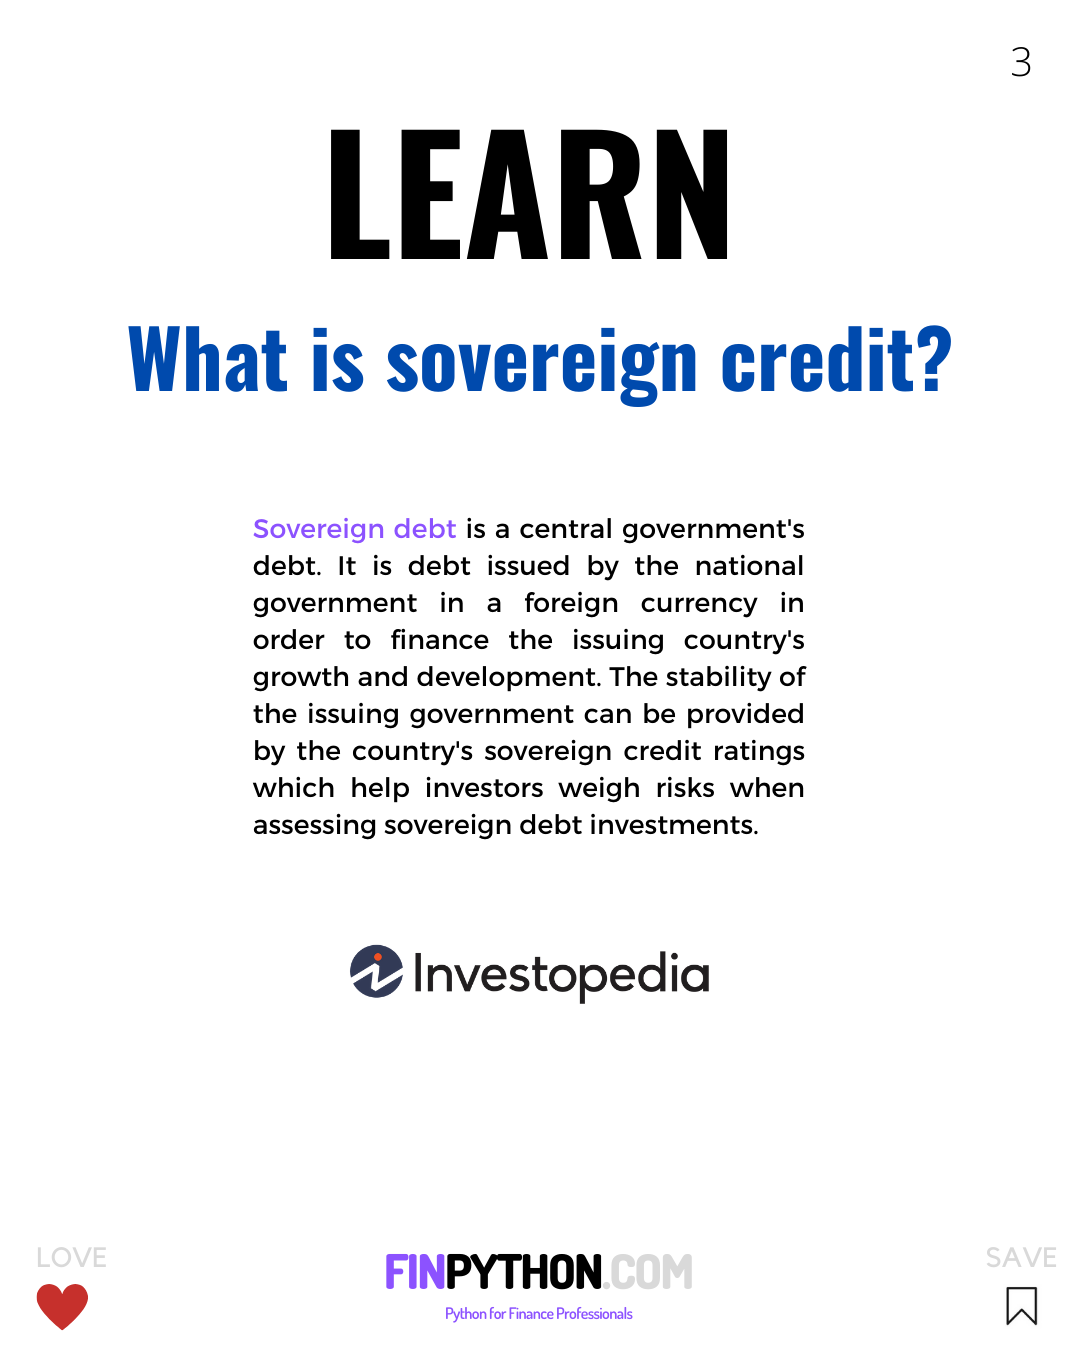 3
LEARN
What is sovereign credit?
Sovereign debt is a central government's
debt. It is debt issued by the national
government in a foreign currency in
order to finance the issuing country's
growth and development. The stability of
the issuing government can be provided
by the country's sovereign credit ratings
which help investors weigh risks when
assessing sovereign debt investments.
Investopedia
LOVE
FINPYTHON.COM
Python for Finance Professionals
SAVE